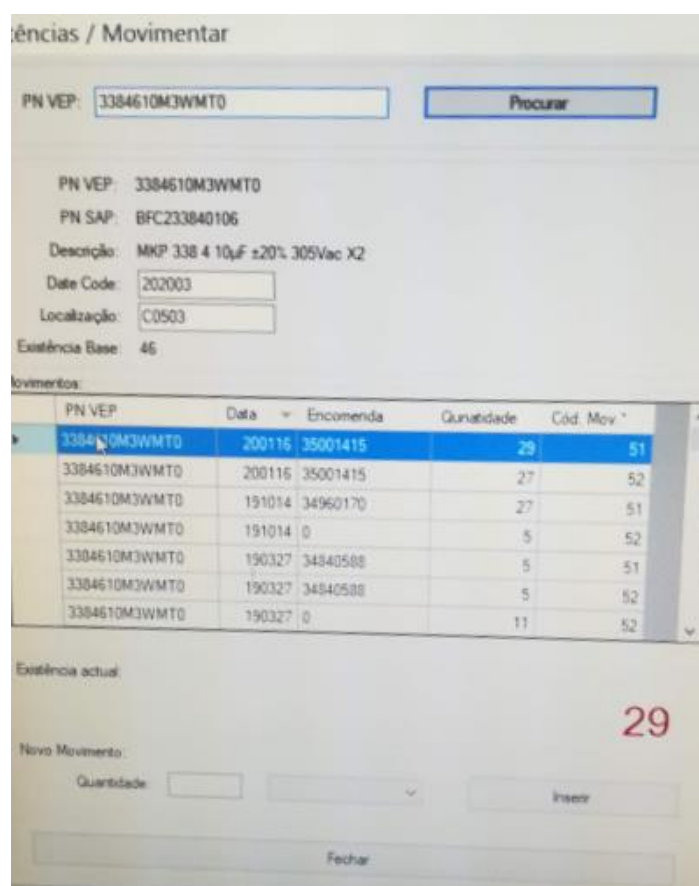 ências / Movimentar
PN VEP: 3384610M3WMT0 Procurar
PN VEP: 3384610M3WMT0
PN SAP: BFC233840106
Descrição: MKP 338 4 10µF ±20% 305Vac X2
Date Code: 202003
Localização: C0503
Existência Base: 46
Movimentos:
PN VEP Data Encomenda Qunatidade Cód. Mov *
3384610M3WMT0 200116 35001415 29 51
3384610M3WMT0 200116 35001415 27 52
3384610M3WMT0 191014 34960170 27 51
3384610M3WMT0 191014 0 5 52
3384610M3WMT0 190327 34840588 5 51
3384610M3WMT0 190327 34840588 5 52
3384610M3WMT0 190327 0 11 52
Existência actual:
29
Novo Movimento:
Quantidade Inserir
Fechar